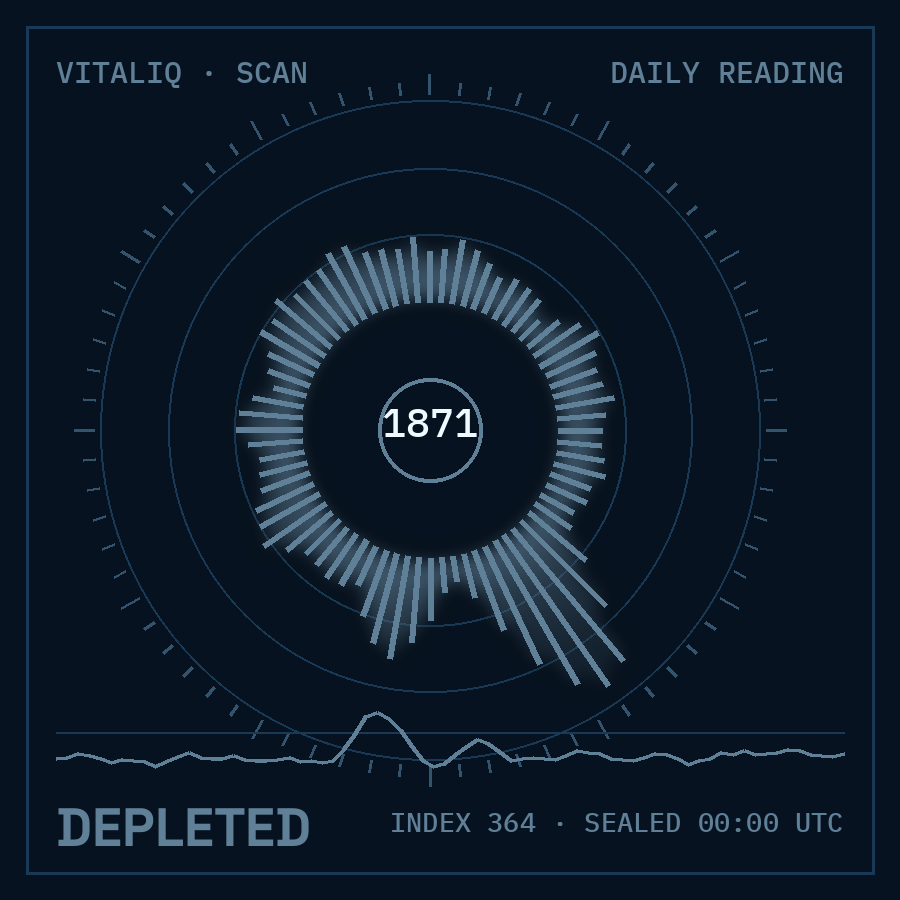 VITALIQ · SCAN
DAILY READING
1871
DEPLETED
INDEX 364 · SEALED 00:00 UTC